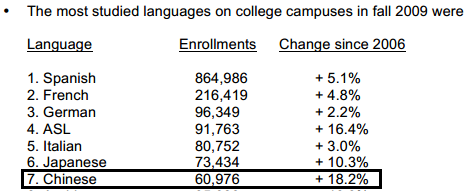 • The most studied languages on college campuses in fall 2009 were
Language Enrollments Change since 2006
1. Spanish 864,986 + 5.1%
2. French 216,419 + 4.8%
3. German 96,349 + 2.2%
4. ASL 91,763 + 16.4%
5. Italian 80,752 + 3.0%
6. Japanese 73,434 + 10.3%
7. Chinese 60,976 + 18.2%